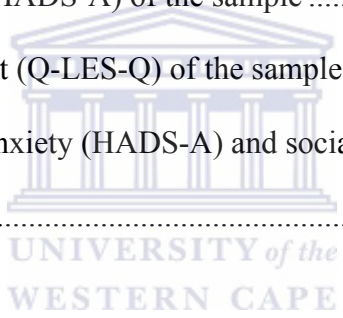 HADS-A) of the sample .....
t (Q-LES-Q) of the sample
nxiety (HADS-A) and socia
................................................
UNIVERSITY of the
WESTERN CAPE